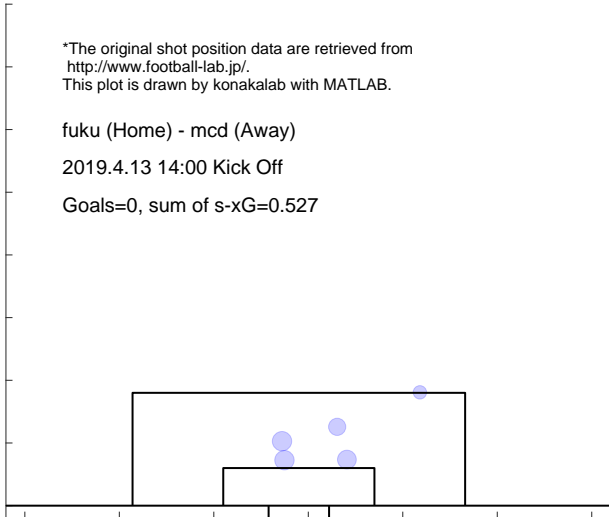 *The original shot position data are retrieved from
http://www.football-lab.jp/.
This plot is drawn by konakalab with MATLAB.
fuku (Home) - mcd (Away)
2019.4.13 14:00 Kick Off
Goals=0, sum of s-xG=0.527